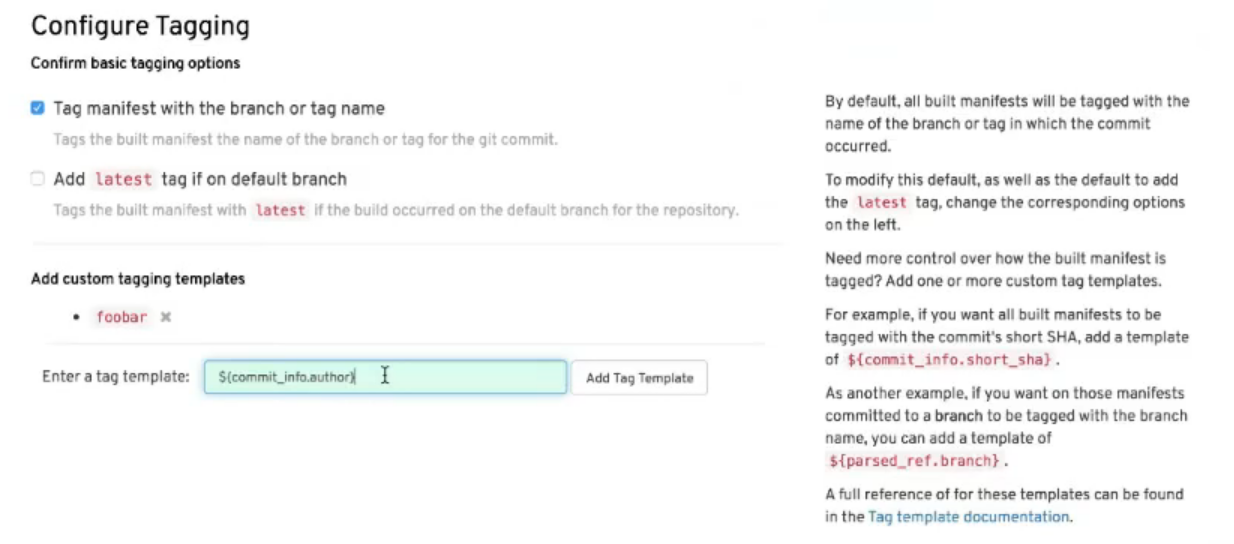 Configure Tagging
Confirm basic tagging options
Tag manifest with the branch or tag name
Tags the built manifest the name of the branch or tag for the git commit.
Add latest tag if on default branch
Tags the built manifest with latest if the build occurred on the default branch for the repository.
Add custom tagging templates
• foobar ×
Enter a tag template: ${commit_info.author} Add Tag Template
By default, all built manifests will be tagged with the
name of the branch or tag in which the commit
occurred.
To modify this default, as well as the default to add
the latest tag, change the corresponding options
on the left.
Need more control over how the built manifest is
tagged? Add one or more custom tag templates.
For example, if you want all built manifests to be
tagged with the commit's short SHA, add a template
of ${commit_info.short_sha}.
As another example, if you want on those manifests
committed to a branch to be tagged with the branch
name, you can add a template of
${parsed_ref.branch}.
A full reference of for these templates can be found
in the Tag template documentation.